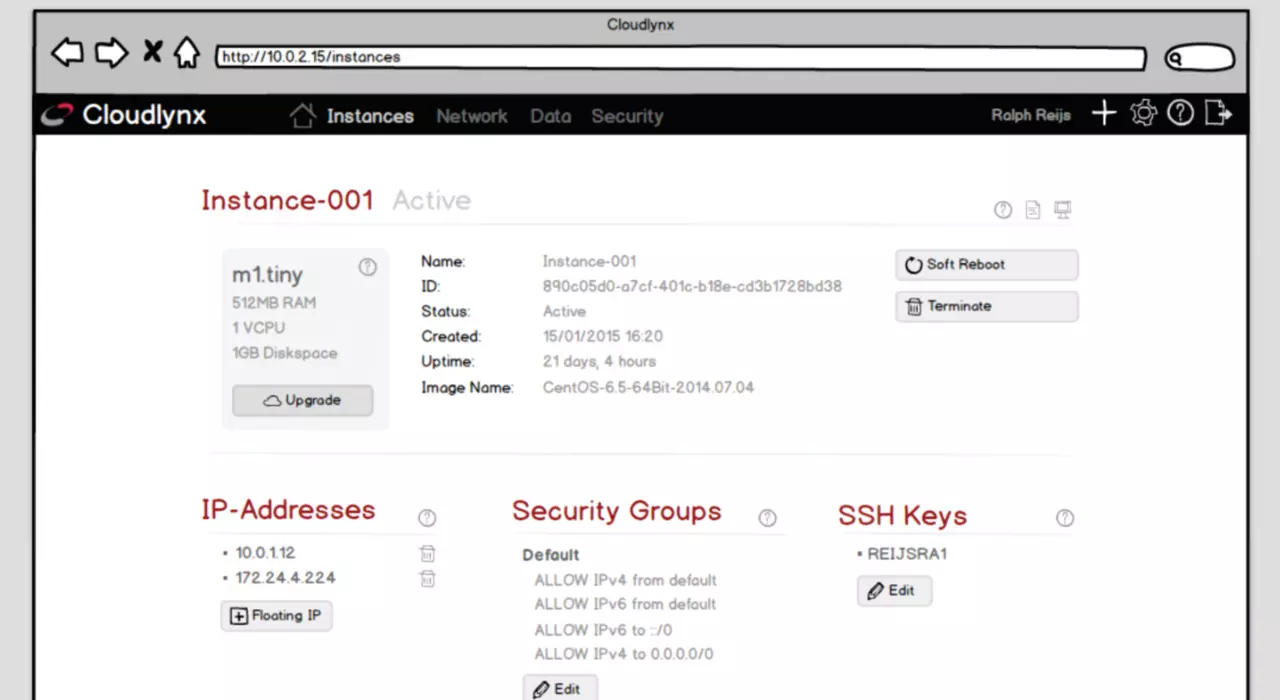 Cloudlynx
http://10.0.2.15/instances
Cloudlynx Instances Network Data Security Ralph Reijs
Instance-001 Active
m1.tiny
512MB RAM
1 VCPU
1GB Diskspace
Upgrade
Name: Instance-001
ID: 890c05d0-a7cf-401c-b18e-cd3b1728bd38
Status: Active
Created: 15/01/2015 16:20
Uptime: 21 days, 4 hours
Image Name: CentOS-6.5-64Bit-2014.07.04
Soft Reboot
Terminate
IP-Addresses
• 10.0.1.12
• 172.24.4.224
Floating IP
Security Groups
Default
ALLOW IPv4 from default
ALLOW IPv6 from default
ALLOW IPv6 to ::/0
ALLOW IPv4 to 0.0.0.0/0
Edit
SSH Keys
• REIJSRA1
Edit